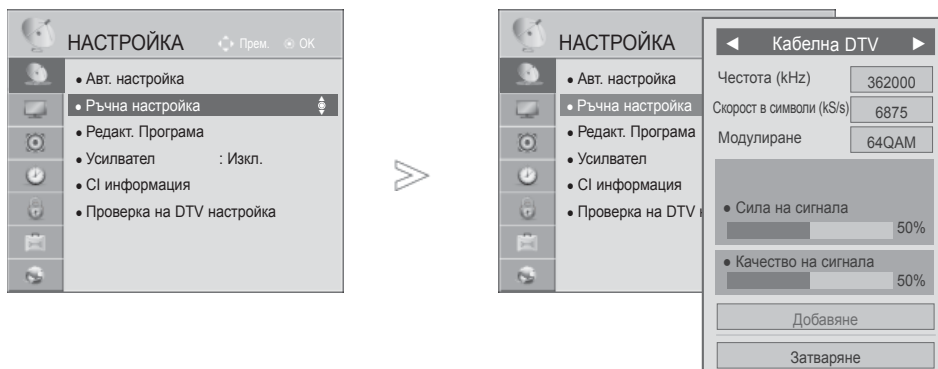 НАСТРОЙКА Прем. OK
• Авт. настройка
• Ръчна настройка
• Редакт. Програма
• Усилвател : Изкл.
• CI информация
• Проверка на DTV настройка
НАСТРОЙКА
• Авт. настройка
• Ръчна настройка
• Редакт. Програма
• Усилвател
• CI информация
• Проверка на DTV
◀ Кабелна DTV ▶
Честота (kHz) 362000
Скорост в символи (kS/s) 6875
Модулиране 64QAM
• Сила на сигнала
50%
• Качество на сигнала
50%
Добавяне
Затваряне